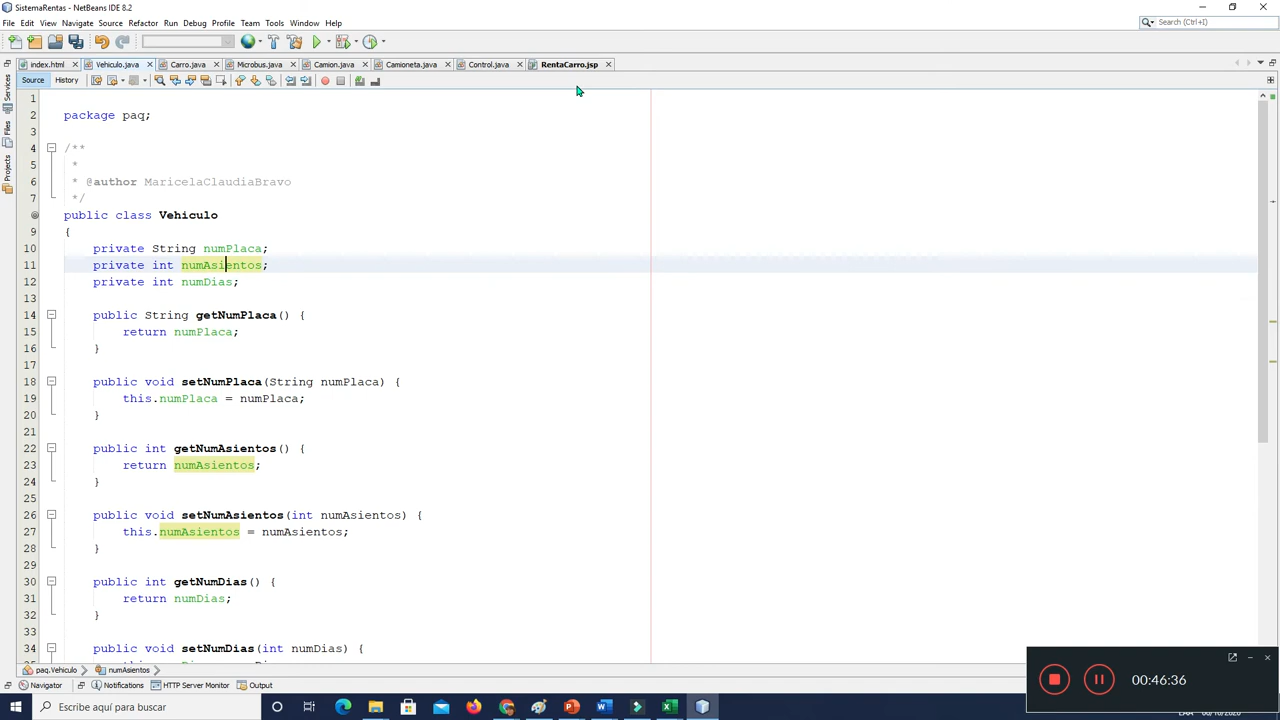 SistemaRentas - NetBeans IDE 8.2
File Edit View Navigate Source Refactor Run Debug Profile Team Tools Window Help
Search (Ctrl+I)
index.html Vehiculo.java Carro.java Microbus.java Camion.java Camioneta.java Control.java RentaCarro.jsp
Source History
Services
Files
Projects
1
2 package paq;
3
4 /**
5 *
6 * @author MaricelaClaudiaBravo
7 */
public class Vehiculo
9 {
10 private String numPlaca;
11 private int numAsientos;
12 private int numDias;
13
14 public String getNumPlaca() {
15 return numPlaca;
16 }
17
18 public void setNumPlaca(String numPlaca) {
19 this.numPlaca = numPlaca;
20 }
21
22 public int getNumAsientos() {
23 return numAsientos;
24 }
25
26 public void setNumAsientos(int numAsientos) {
27 this.numAsientos = numAsientos;
28 }
29
30 public int getNumDias() {
31 return numDias;
32 }
33
34 public void setNumDias(int numDias) {
paq.Vehiculo numAsientos
Navigator Notifications HTTP Server Monitor Output
00:46:36
Escribe aquí para buscar